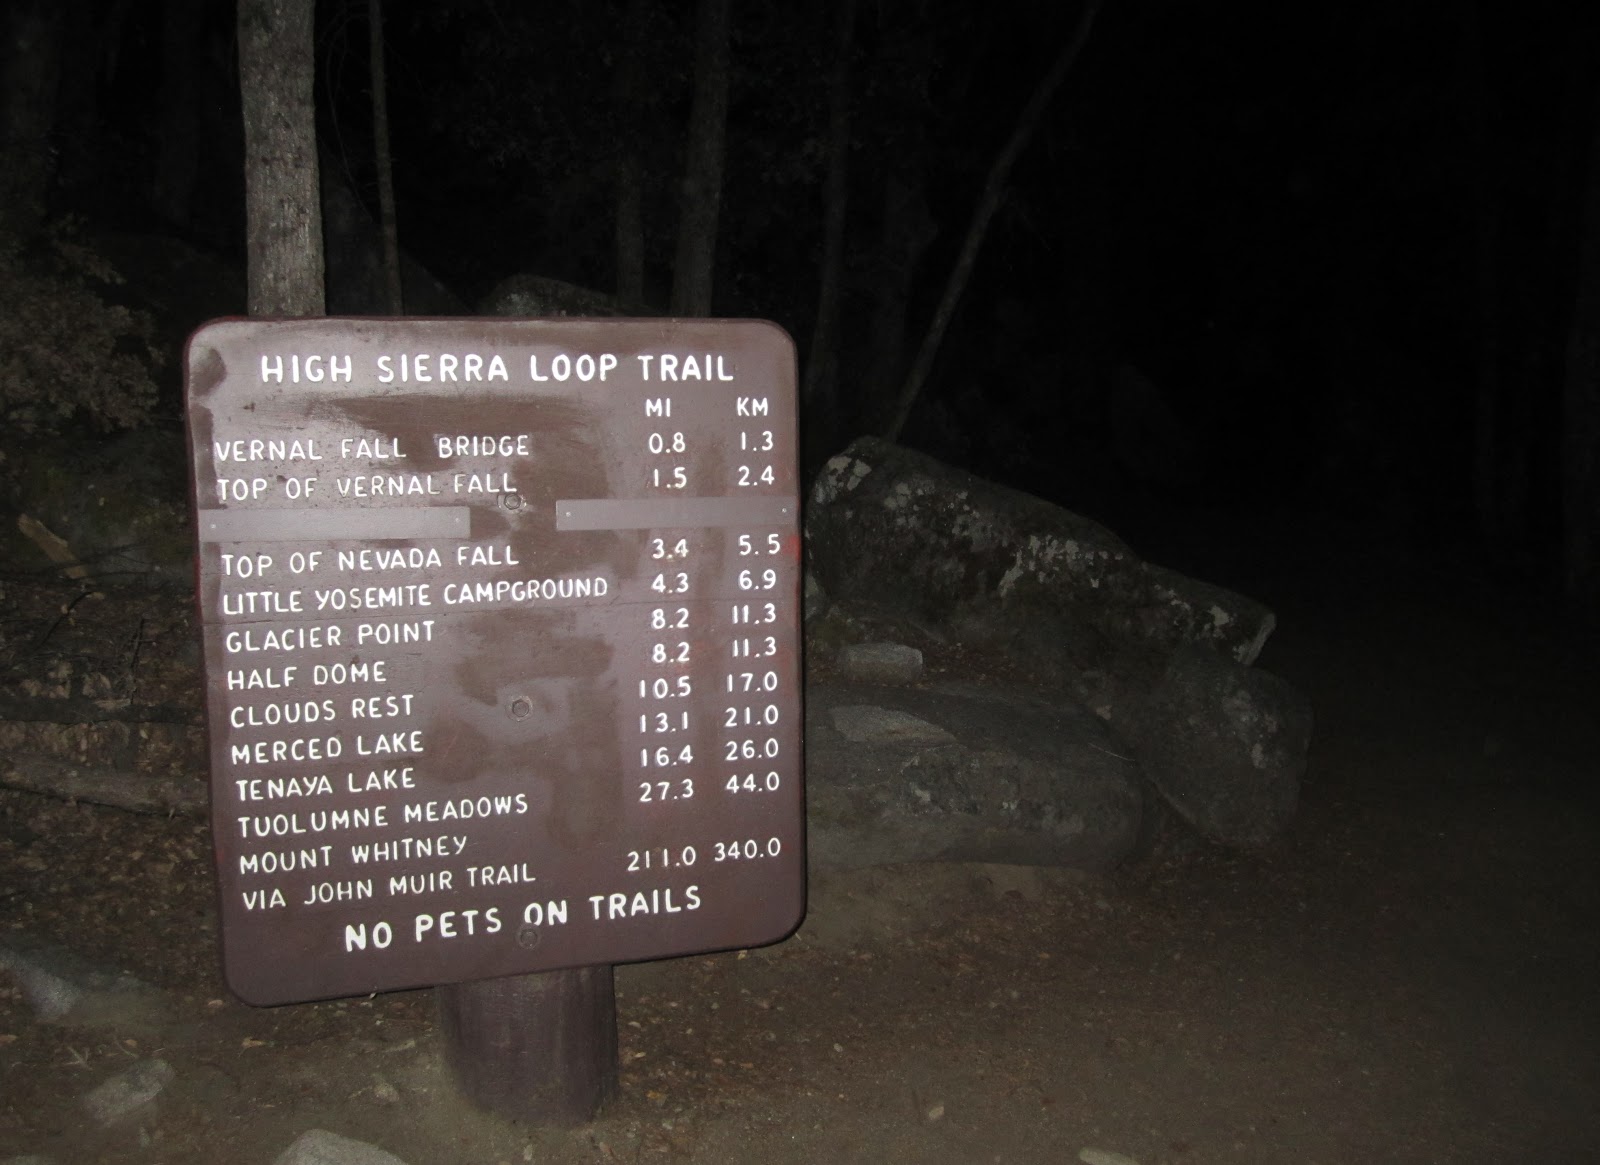 HIGH SIERRA LOOP TRAIL
MI KM
VERNAL FALL BRIDGE 0.8 1.3
TOP OF VERNAL FALL 1.5 2.4
TOP OF NEVADA FALL 3.4 5.5
LITTLE YOSEMITE CAMPGROUND 4.3 6.9
GLACIER POINT 8.2 11.3
HALF DOME 8.2 11.3
CLOUDS REST 10.5 17.0
MERCED LAKE 13.1 21.0
TENAYA LAKE 16.4 26.0
TUOLUMNE MEADOWS 27.3 44.0
MOUNT WHITNEY
VIA JOHN MUIR TRAIL 211.0 340.0
NO PETS ON TRAILS